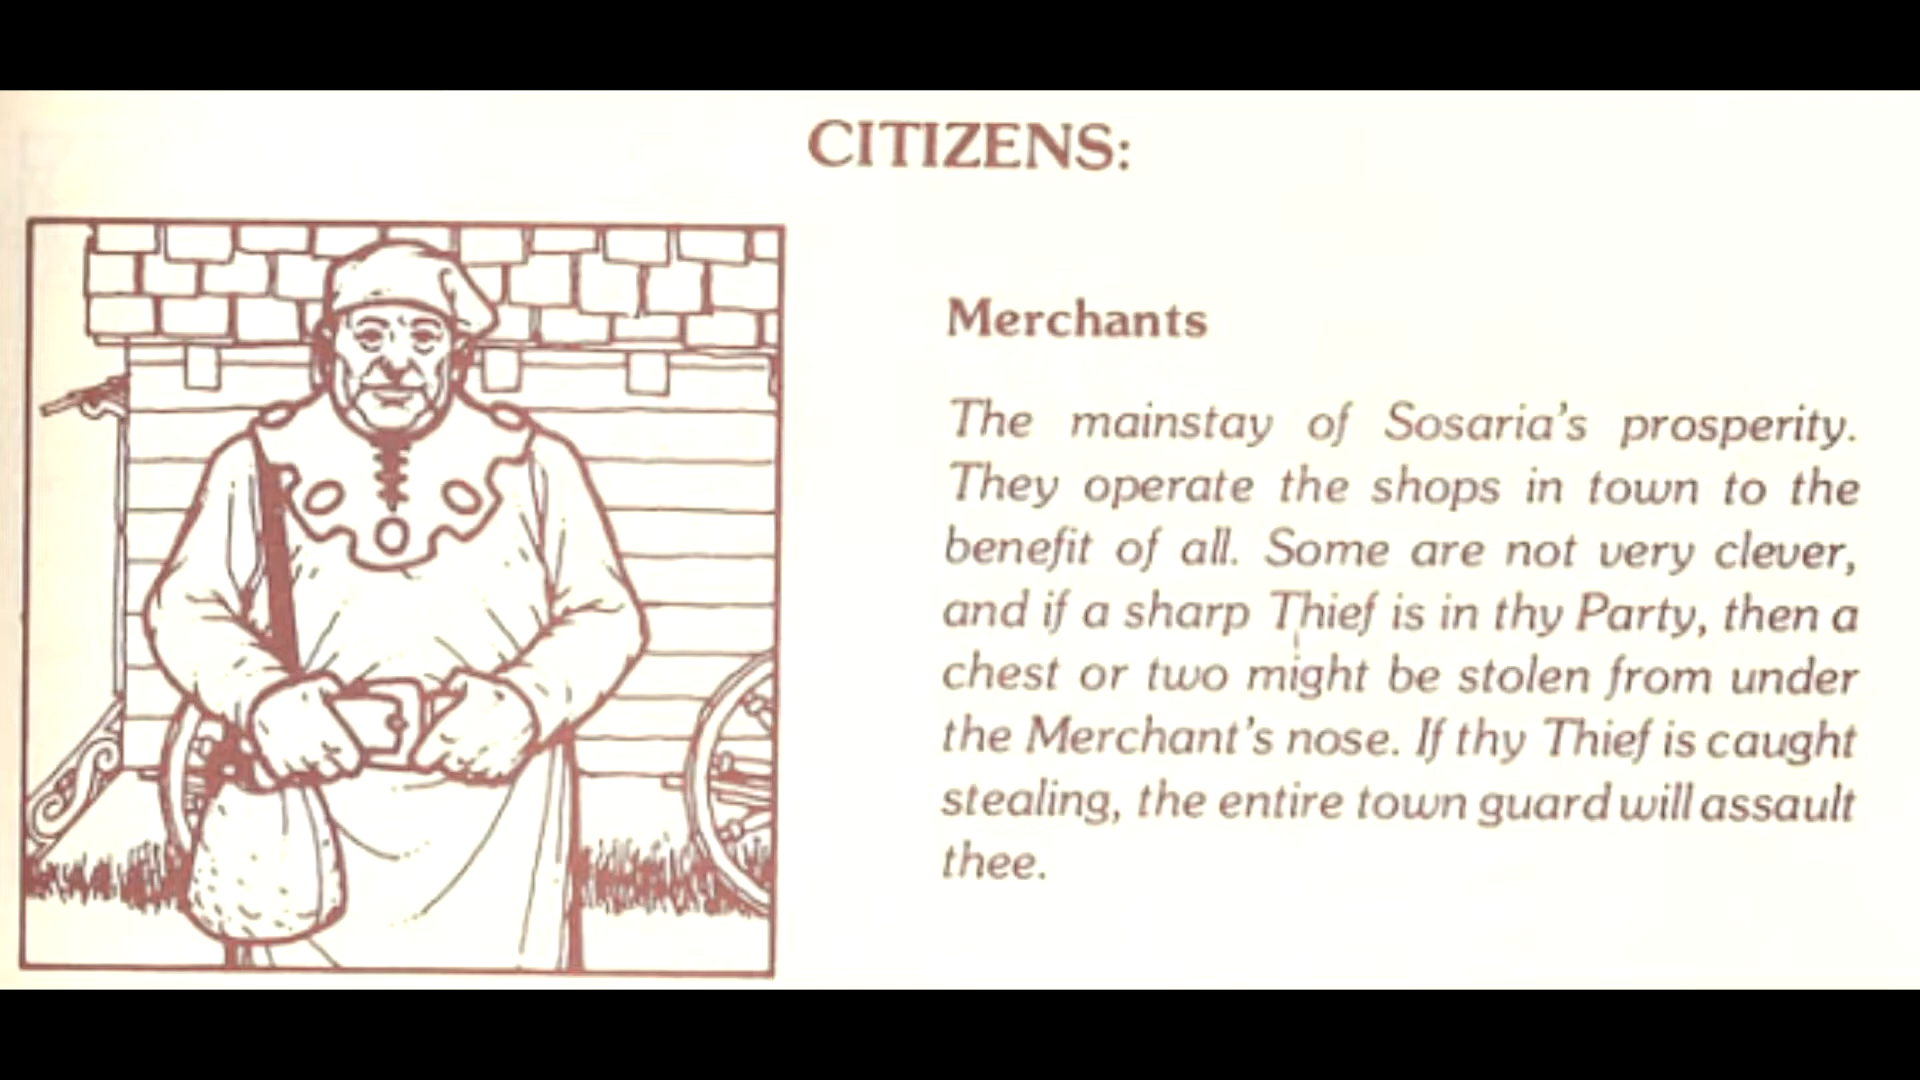 CITIZENS:
Merchants
The mainstay of Sosaria's prosperity.
They operate the shops in town to the
benefit of all. Some are not very clever,
and if a sharp Thief is in thy Party, then a
chest or two might be stolen from under
the Merchant's nose. If thy Thief is caught
stealing, the entire town guard will assault
thee.